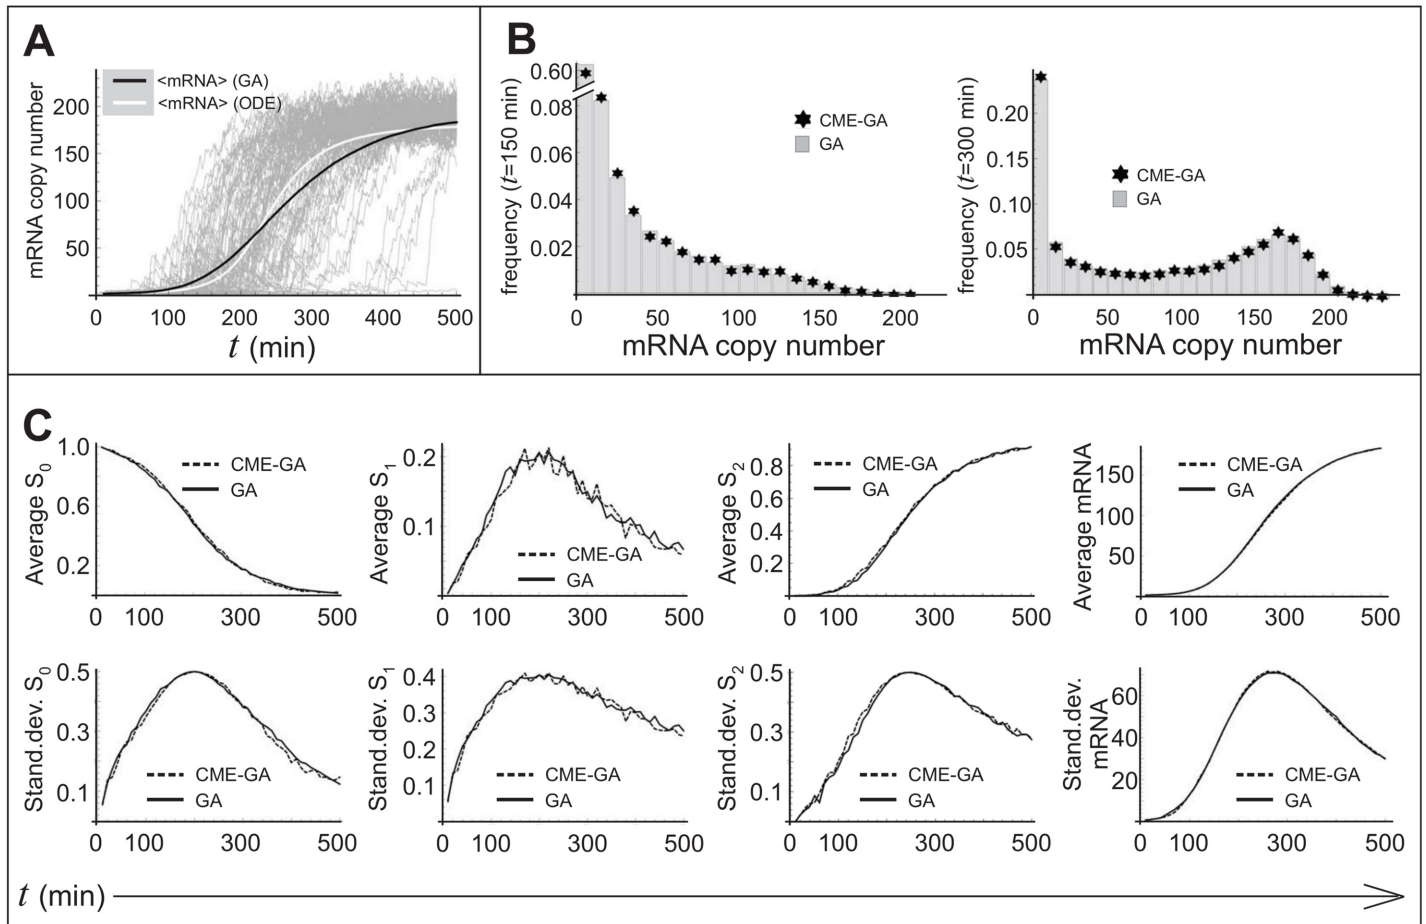 A
mRNA copy number
200
150
100
50
<mRNA> (GA)
<mRNA> (ODE)
0 100 200 300 400 500
t (min)
B
frequency (t=150 min)
0.60
0.08
0.06
0.04
0.02
CME-GA
GA
0 50 100 150 200
mRNA copy number
frequency (t=300 min)
0.20
0.15
0.10
0.05
CME-GA
GA
0 50 100 150 200
mRNA copy number
C
Average S0
1.0
0.6
0.2
CME-GA
GA
0 100 300 500
Average S1
0.2
0.1
CME-GA
GA
0 100 300 500
Average S2
0.8
0.6
0.4
0.2
CME-GA
GA
0 100 300 500
Average mRNA
150
100
50
CME-GA
GA
0 100 300 500
Stand.dev. S0
0.5
0.3
0.1
CME-GA
GA
0 100 300 500
Stand.dev. S1
0.4
0.3
0.2
0.1
CME-GA
GA
0 100 300 500
Stand.dev. S2
0.5
0.3
0.1
CME-GA
GA
0 100 300 500
Stand.dev.
mRNA
60
40
20
CME-GA
GA
0 100 300 500
t (min)